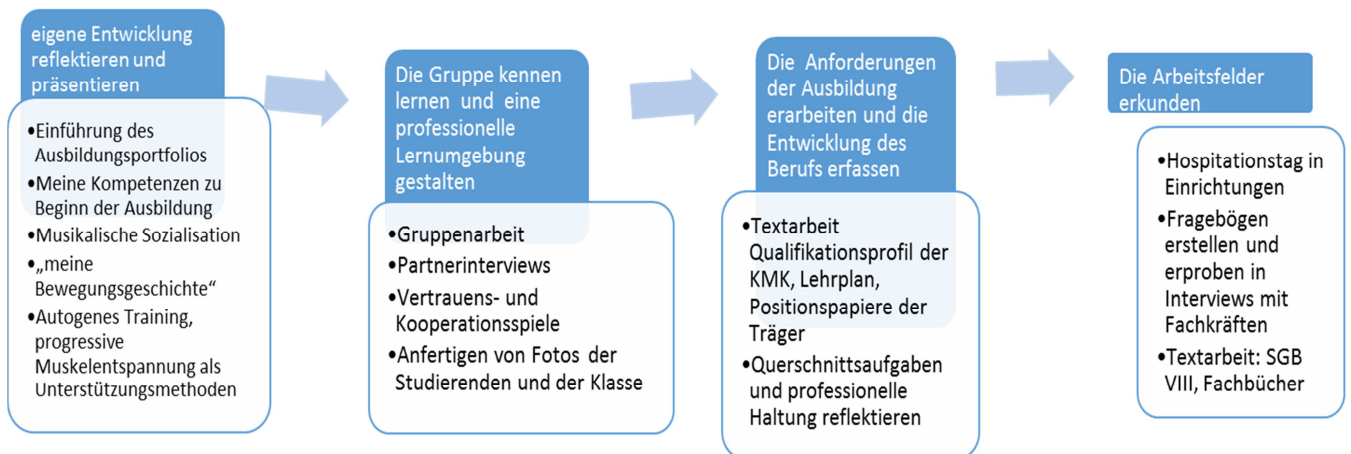 eigene Entwicklung
reflektieren und
präsentieren
•Einführung des
Ausbildungsportfolios
•Meine Kompetenzen zu
Beginn der Ausbildung
•Musikalische Sozialisation
•„meine
Bewegungsgeschichte“
•Autogenes Training,
progressive
Muskelentspannung als
Unterstützungsmethoden
Die Gruppe kennen
lernen und eine
professionelle
Lernumgebung
gestalten
•Gruppenarbeit
•Partnerinterviews
•Vertrauens- und
Kooperationsspiele
•Anfertigen von Fotos der
Studierenden und der Klasse
Die Anforderungen
der Ausbildung
erarbeiten und die
Entwicklung des
Berufs erfassen
•Textarbeit
Qualifikationsprofil der
KMK, Lehrplan,
Positionspapiere der
Träger
•Querschnittsaufgaben
und professionelle
Haltung reflektieren
Die Arbeitsfelder
erkunden
•Hospitationstag in
Einrichtungen
•Fragebögen
erstellen und
erproben in
Interviews mit
Fachkräften
•Textarbeit: SGB
VIII, Fachbücher